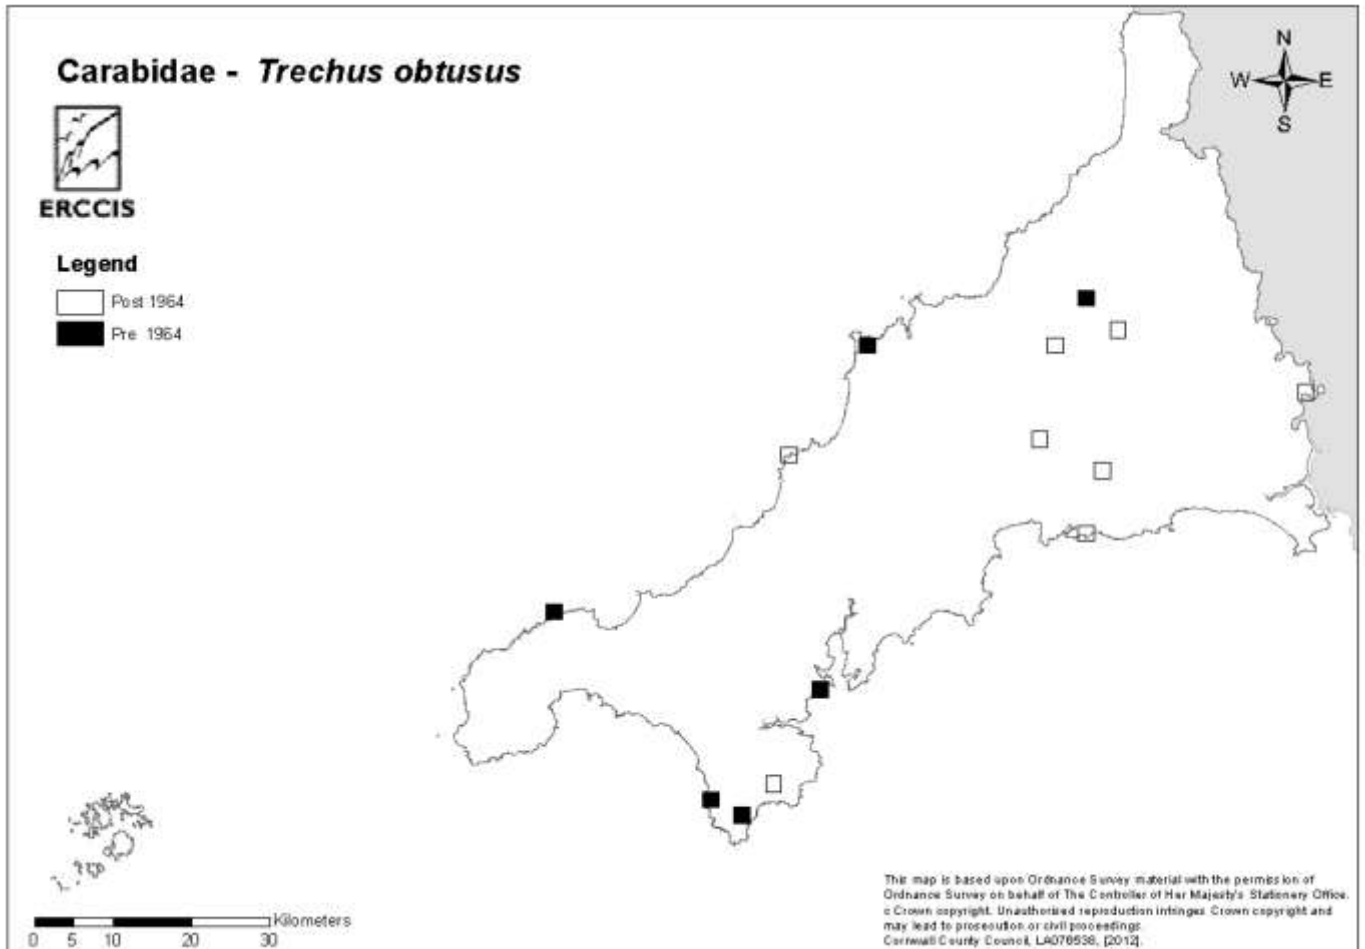 Carabidae - Trechus obtusus
N
W E
S
ERCCIS
Legend
Post 1964
Pre 1964
This map is based upon Ordnance Survey material with the permission of
Ordnance Survey on behalf of The Controller of Her Majesty's Stationery Office.
c Crown copyright. Unauthorised reproduction infringes Crown copyright and
may lead to prosecution or civil proceedings.
Cornwall County Council, LA076538, [2012].
Kilometers
0 5 10 20 30